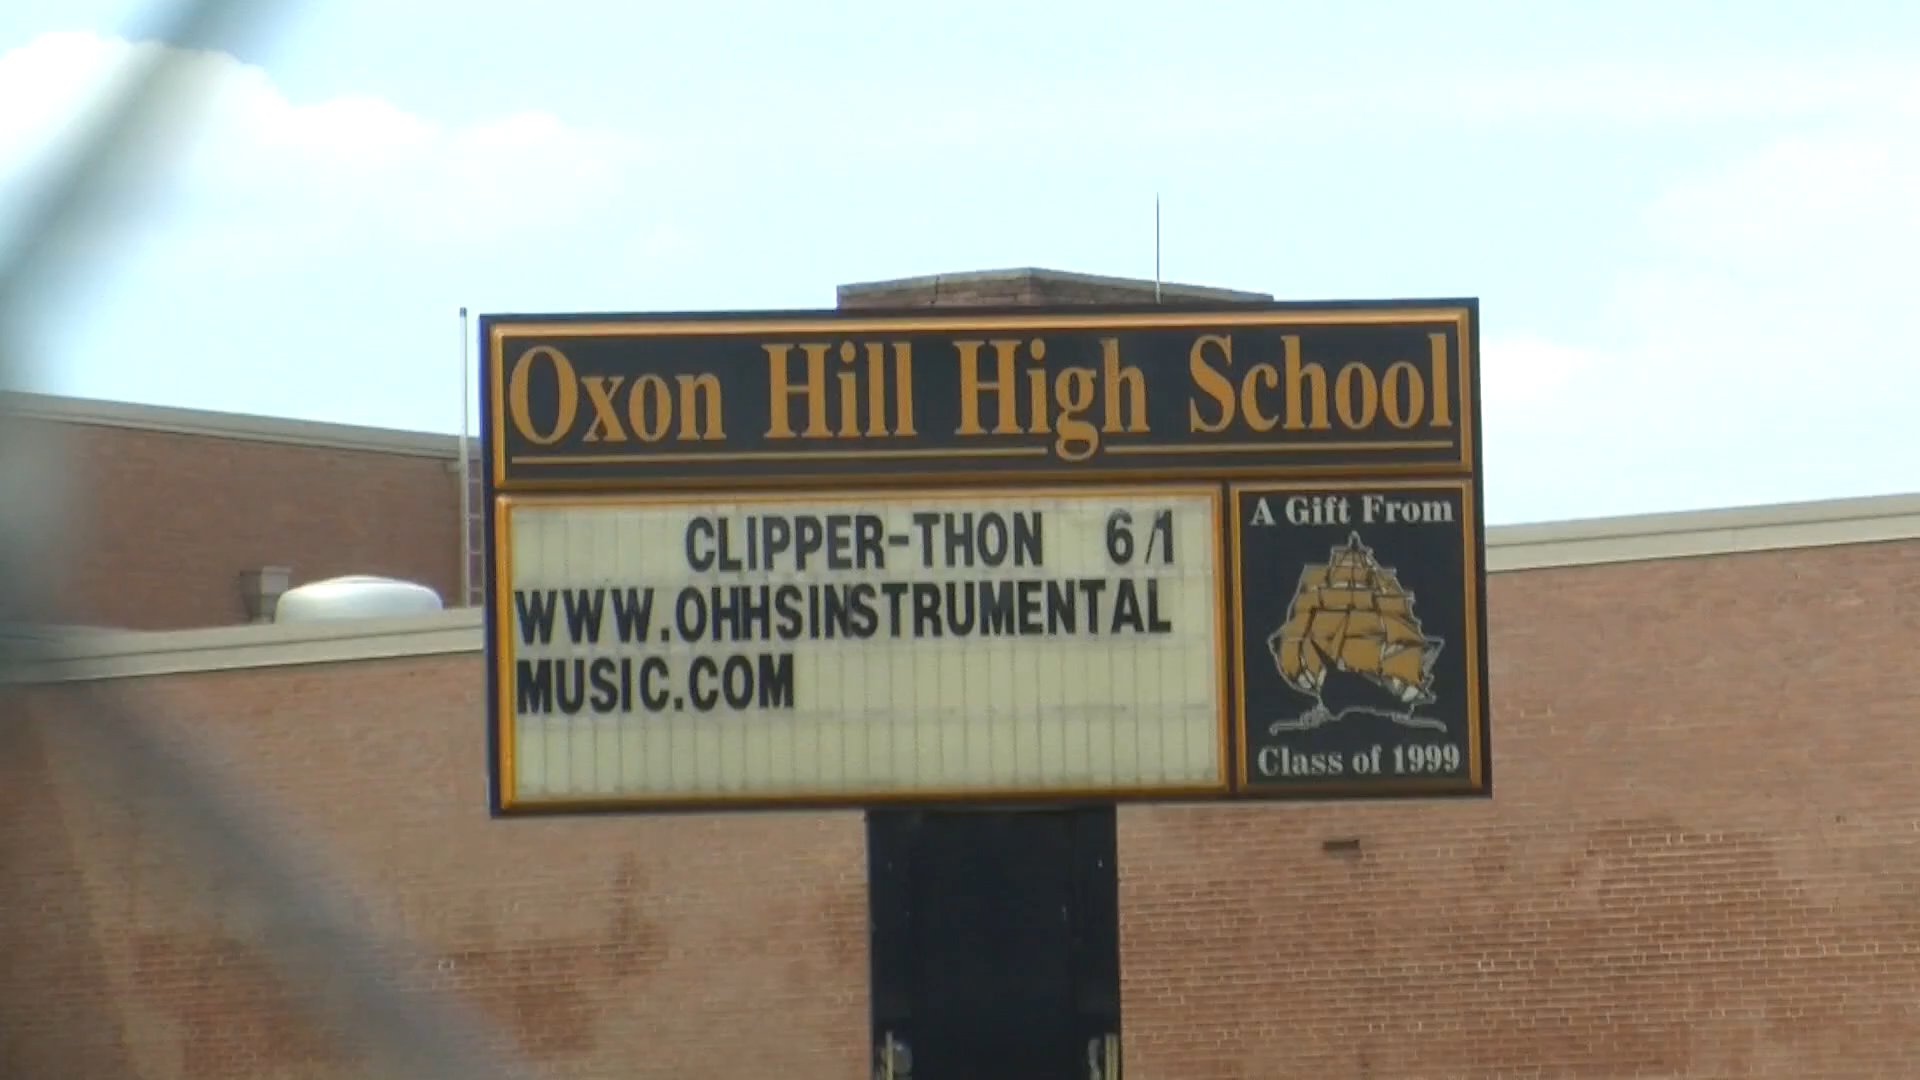 Oxon Hill High School
CLIPPER-THON 6/1
WWW.OHHSINSTRUMENTAL
MUSIC.COM
A Gift From
Class of 1999